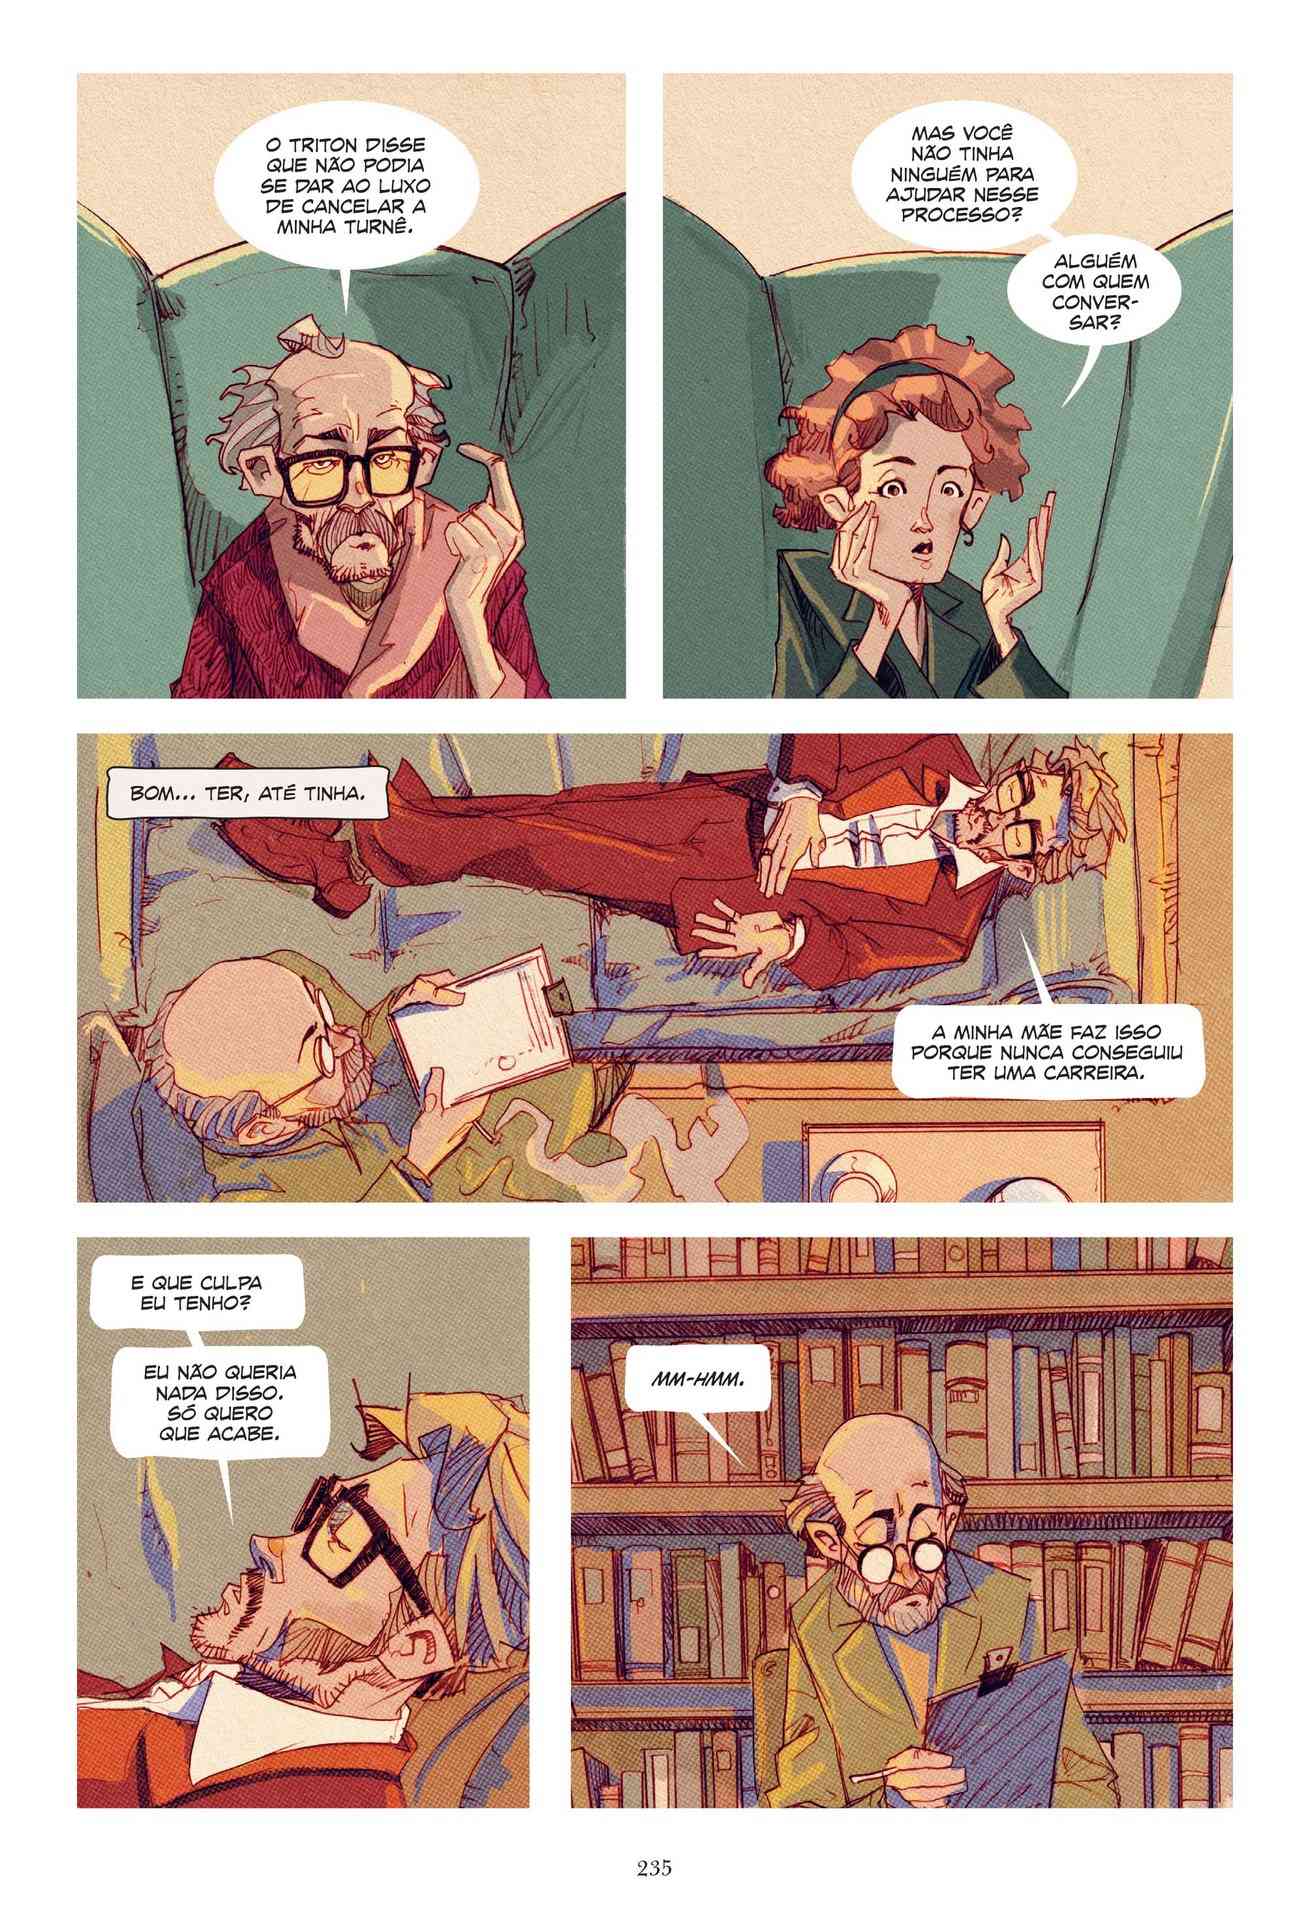 O TRITON DISSE
QUE NÃO PODIA
SE DAR AO LUXO
DE CANCELAR A
MINHA TURNÊ.
MAS VOCÊ
NÃO TINHA
NINGUÉM PARA
AJUDAR NESSE
PROCESSO?
ALGUÉM
COM QUEM
CONVER-
SAR?
BOM... TER, ATÉ TINHA.
A MINHA MÃE FAZ ISSO
PORQUE NUNCA CONSEGUIU
TER UMA CARREIRA.
E QUE CULPA
EU TENHO?
EU NÃO QUERIA
NADA DISSO.
SÓ QUERO
QUE ACABE.
MM-HMM.
235